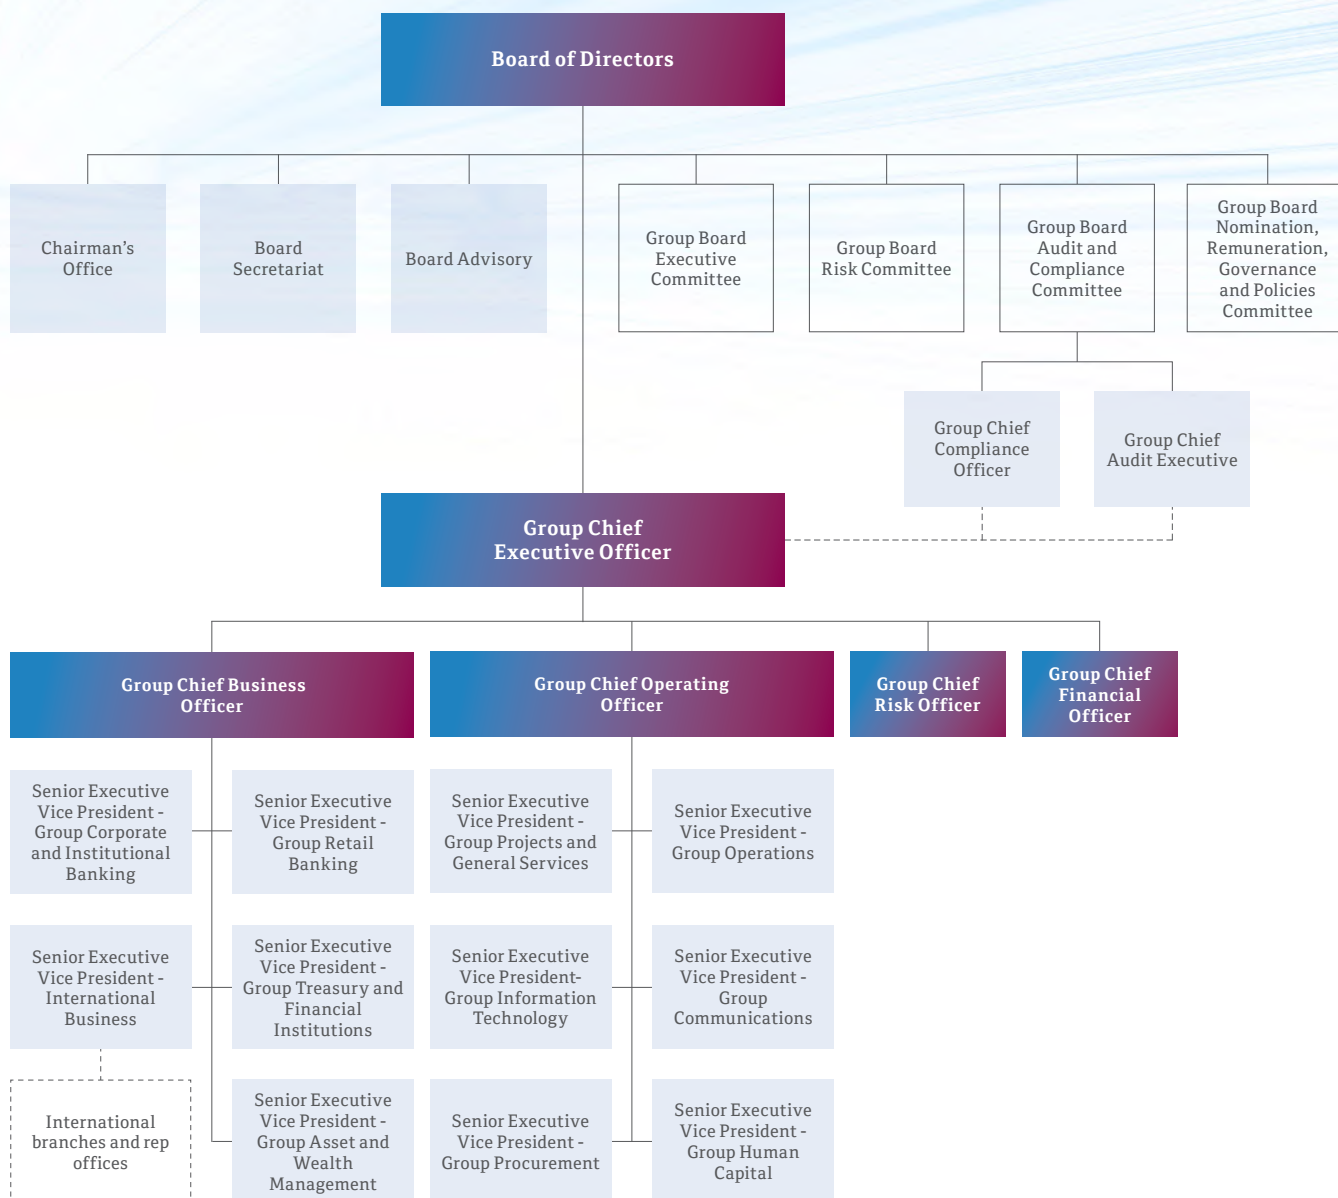 Board of Directors
Chairman's
Office
Board
Secretariat
Board Advisory
Group Board
Executive
Committee
Group Board
Risk Committee
Group Board
Audit and
Compliance
Committee
Group Board
Nomination,
Remuneration,
Governance
and Policies
Committee
Group Chief
Compliance
Officer
Group Chief
Audit Executive
Group Chief
Executive Officer
Group Chief Business
Officer
Group Chief Operating
Officer
Group Chief
Risk Officer
Group Chief
Financial
Officer
Senior Executive
Vice President -
Group Corporate
and Institutional
Banking
Senior Executive
Vice President -
Group Retail
Banking
Senior Executive
Vice President -
Group Projects and
General Services
Senior Executive
Vice President -
Group Operations
Senior Executive
Vice President -
International
Business
Senior Executive
Vice President -
Group Treasury and
Financial
Institutions
Senior Executive
Vice President-
Group Information
Technology
Senior Executive
Vice President -
Group
Communications
International
branches and rep
offices
Senior Executive
Vice President -
Group Asset and
Wealth
Management
Senior Executive
Vice President -
Group Procurement
Senior Executive
Vice President -
Group Human
Capital